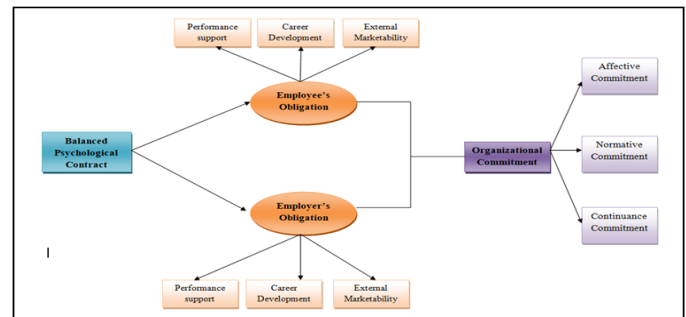 Performance
support
Career
Development
External
Marketability
Employee's
Obligation
Affective
Commitment
Balanced
Psychological
Contract
Organizational
Commitment
Normative
Commitment
Employer's
Obligation
Continuance
Commitment
Performance
support
Career
Development
External
Marketability